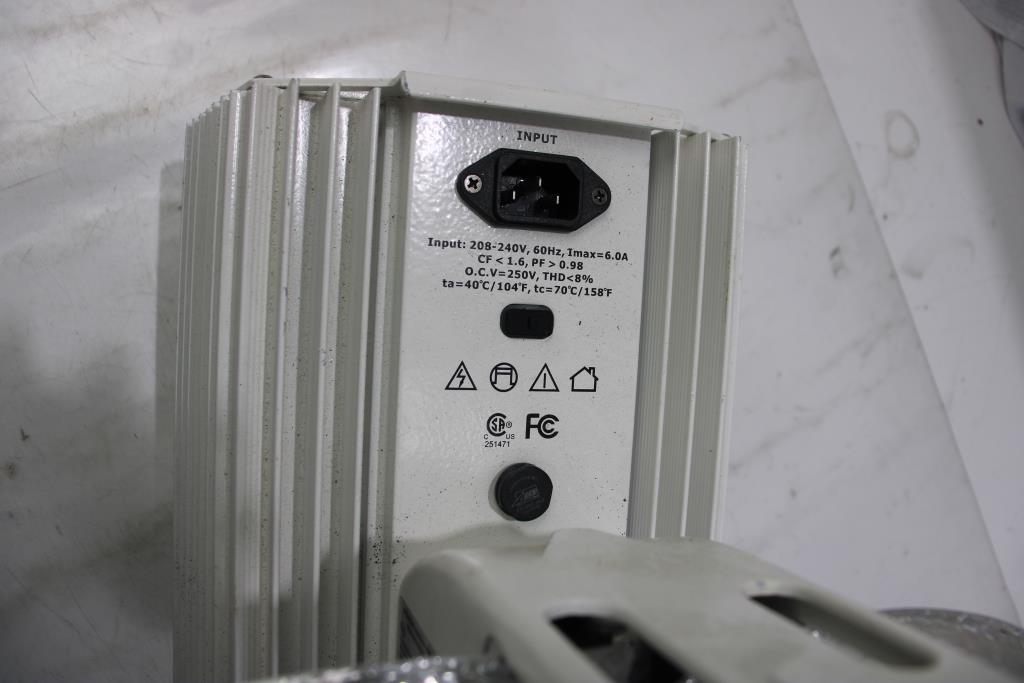 INPUT
Input: 208-240V, 60Hz, Imax=6.0A
CF < 1.6, PF > 0.98
O.C.V=250V, THD<8%
ta=40℃/104℉, tc=70℃/158℉
CSA® FC
C US
251471